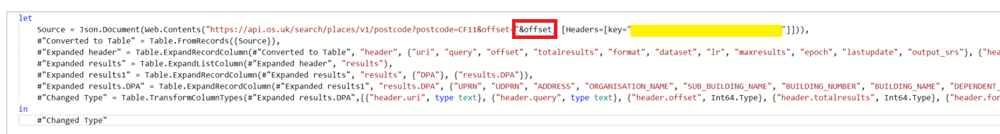 let
Source = Json.Document(Web.Contents("https://api.os.uk/search/places/v1/postcode?postcode=CF11&offset="&offset, [Headers=[key=""]])),
#"Converted to Table" = Table.FromRecords({Source}),
#"Expanded header" = Table.ExpandRecordColumn(#"Converted to Table", "header", {"uri", "query", "offset", "totalresults", "format", "dataset", "lr", "maxresults", "epoch", "lastupdate", "output_srs"}, {"hea
#"Expanded results" = Table.ExpandListColumn(#"Expanded header", "results"),
#"Expanded results1" = Table.ExpandRecordColumn(#"Expanded results", "results", {"DPA"}, {"results.DPA"}),
#"Expanded results.DPA" = Table.ExpandRecordColumn(#"Expanded results1", "results.DPA", {"UPRN", "UDPRN", "ADDRESS", "ORGANISATION_NAME", "SUB_BUILDING_NAME", "BUILDING_NUMBER", "BUILDING_NAME", "DEPENDENT_
#"Changed Type" = Table.TransformColumnTypes(#"Expanded results.DPA",{{"header.uri", type text}, {"header.query", type text}, {"header.offset", Int64.Type}, {"header.totalresults", Int64.Type}, {"header.for
in
#"Changed Type"